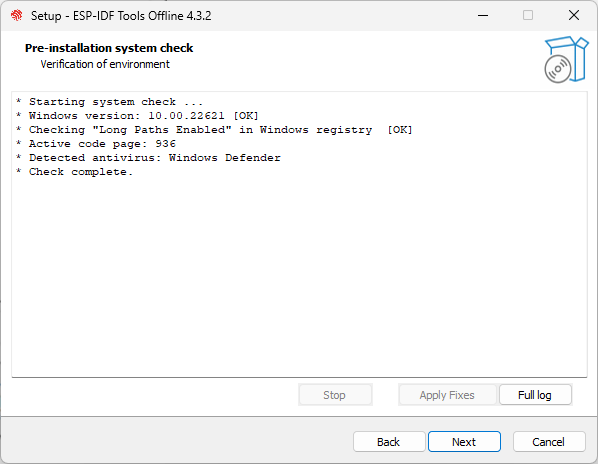 Setup - ESP-IDF Tools Offline 4.3.2
Pre-installation system check
Verification of environment
* Starting system check ...
* Windows version: 10.00.22621 [OK]
* Checking "Long Paths Enabled" in Windows registry  [OK]
* Active code page: 936
* Detected antivirus: Windows Defender
* Check complete.
Stop Apply Fixes Full log
Back Next Cancel